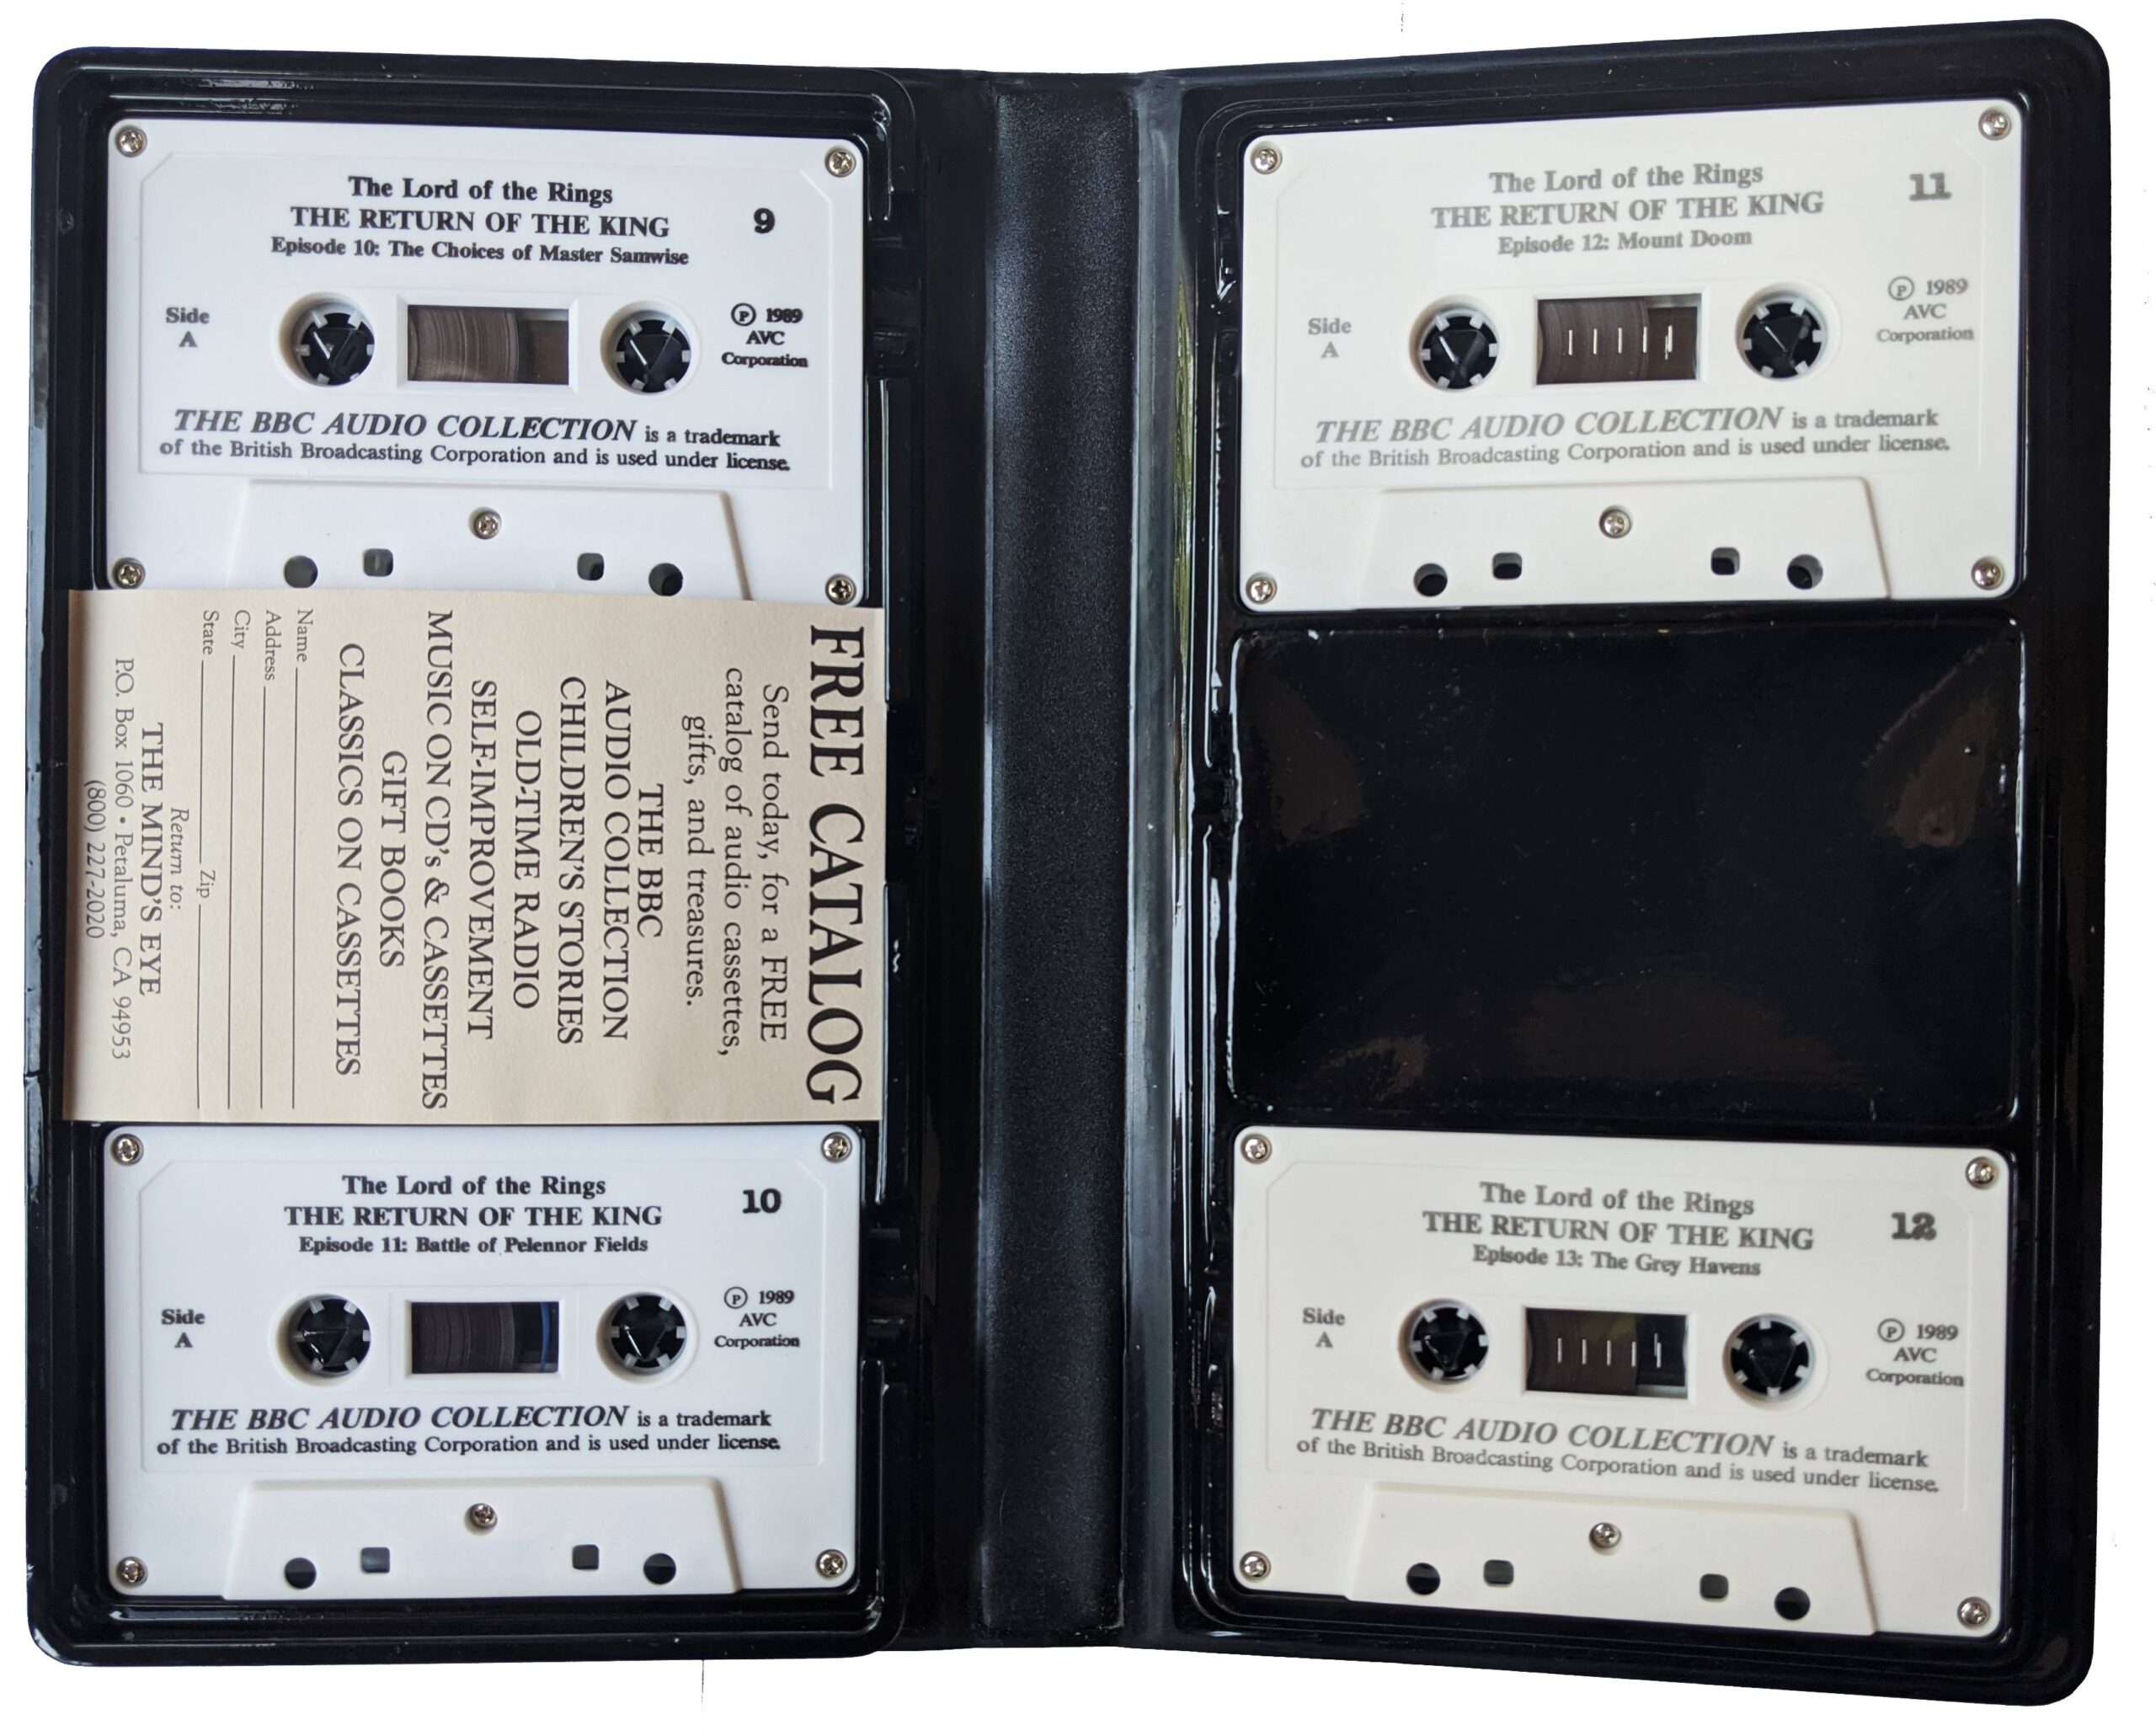 The Lord of the Rings
THE RETURN OF THE KING
9
Episode 10: The Choices of Master Samwise
Side
A
Ⓟ 1989
AVC
Corporation
THE BBC AUDIO COLLECTION is a trademark
of the British Broadcasting Corporation and is used under license.
FREE CATALOG
Send today, for a FREE
catalog of audio cassettes,
gifts, and treasures.
THE BBC
AUDIO COLLECTION
CHILDREN'S STORIES
OLD-TIME RADIO
SELF-IMPROVEMENT
MUSIC ON CD's & CASSETTES
GIFT BOOKS
CLASSICS ON CASSETTES
Name
Address
City
State Zip
Return to:
THE MIND'S EYE
P.O. Box 1060 • Petaluma, CA 94953
(800) 227-2020
The Lord of the Rings
THE RETURN OF THE KING
10
Episode 11: Battle of Pelennor Fields
Side
A
Ⓟ 1989
AVC
Corporation
THE BBC AUDIO COLLECTION is a trademark
of the British Broadcasting Corporation and is used under license.
The Lord of the Rings
11
THE RETURN OF THE KING
Episode 12: Mount Doom
Side
A
Ⓟ 1989
AVC
Corporation
THE BBC AUDIO COLLECTION is a trademark
of the British Broadcasting Corporation and is used under license.
The Lord of the Rings
THE RETURN OF THE KING
12
Episode 13: The Grey Havens
Side
A
Ⓟ 1989
AVC
Corporation
THE BBC AUDIO COLLECTION is a trademark
of the British Broadcasting Corporation and is used under license.